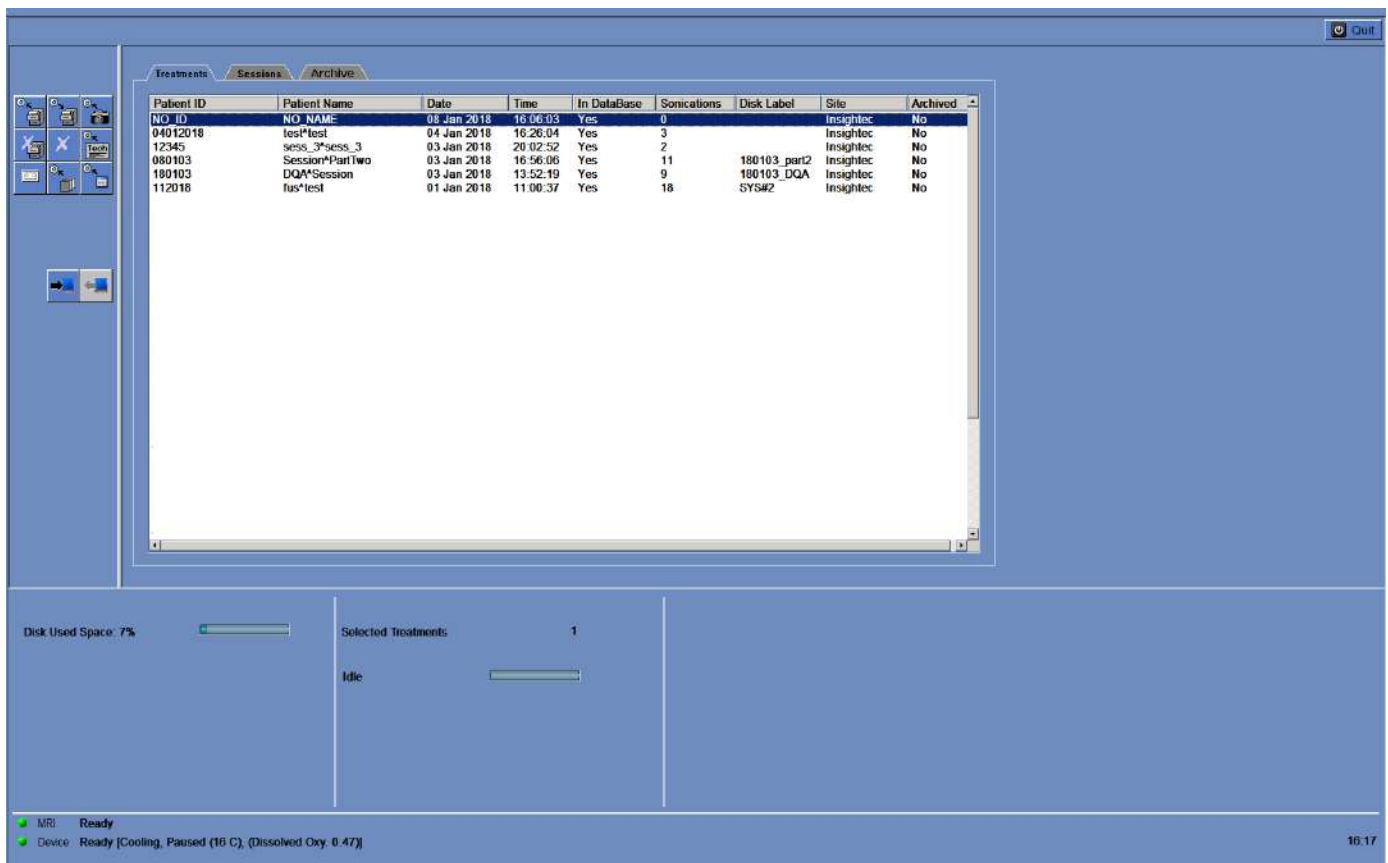 Quit
Treatments Sessions Archive
Patient ID Patient Name Date Time In DataBase Sonications Disk Label Site Archived
NO_ID NO_NAME 08 Jan 2018 16:06:03 Yes 0 Insightec No
04012018 test^test 04 Jan 2018 16:26:04 Yes 3 Insightec No
12345 sess_3^sess_3 03 Jan 2018 20:02:52 Yes 2 Insightec No
080103 Session^PartTwo 03 Jan 2018 16:56:06 Yes 11 180103_part2 Insightec No
180103 DQA^Session 03 Jan 2018 13:52:19 Yes 9 180103_DQA Insightec No
112018 fus^test 01 Jan 2018 11:00:37 Yes 18 SYS#2 Insightec No
Tech
Disk Used Space: 7% Selected Treatments 1
Idle
MRI Ready
Device Ready [Cooling, Paused (16 C), (Dissolved Oxy. 0.47)] 16:17